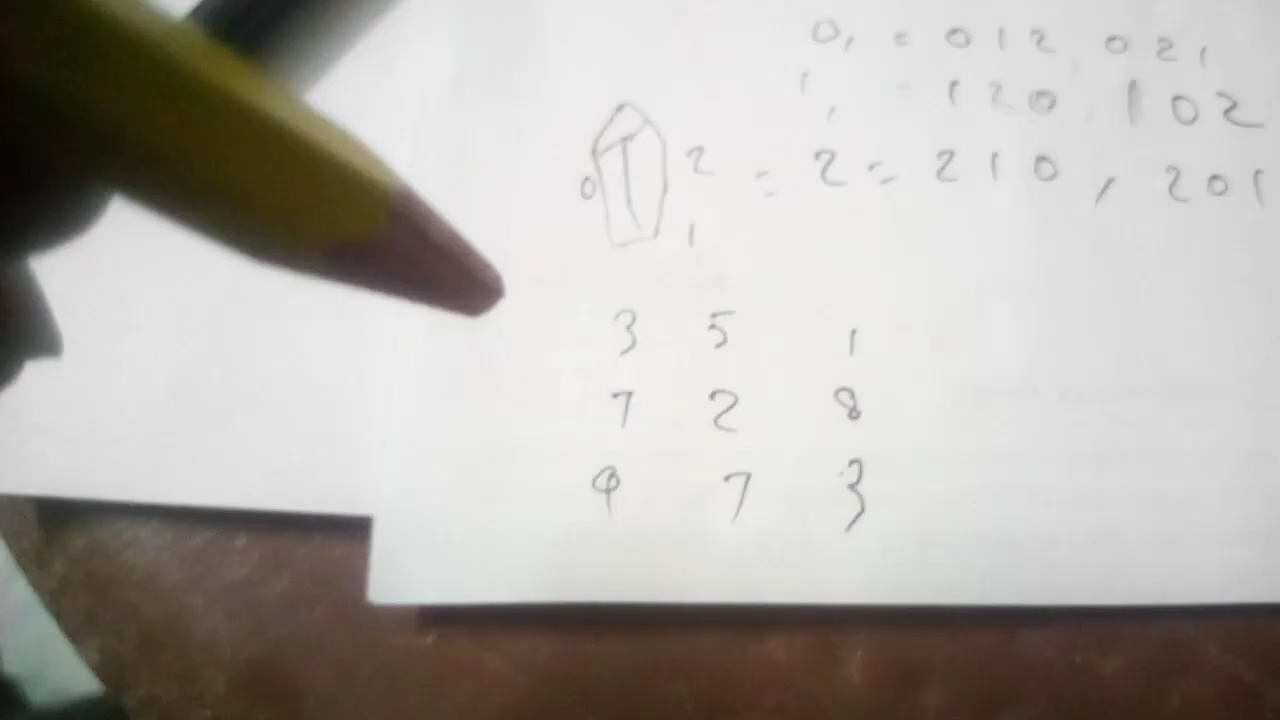 0, = 012 021
1, = 120 102
0 2 = 2 = 210, 201
1
3 5 1
7 2 8
9 7 3